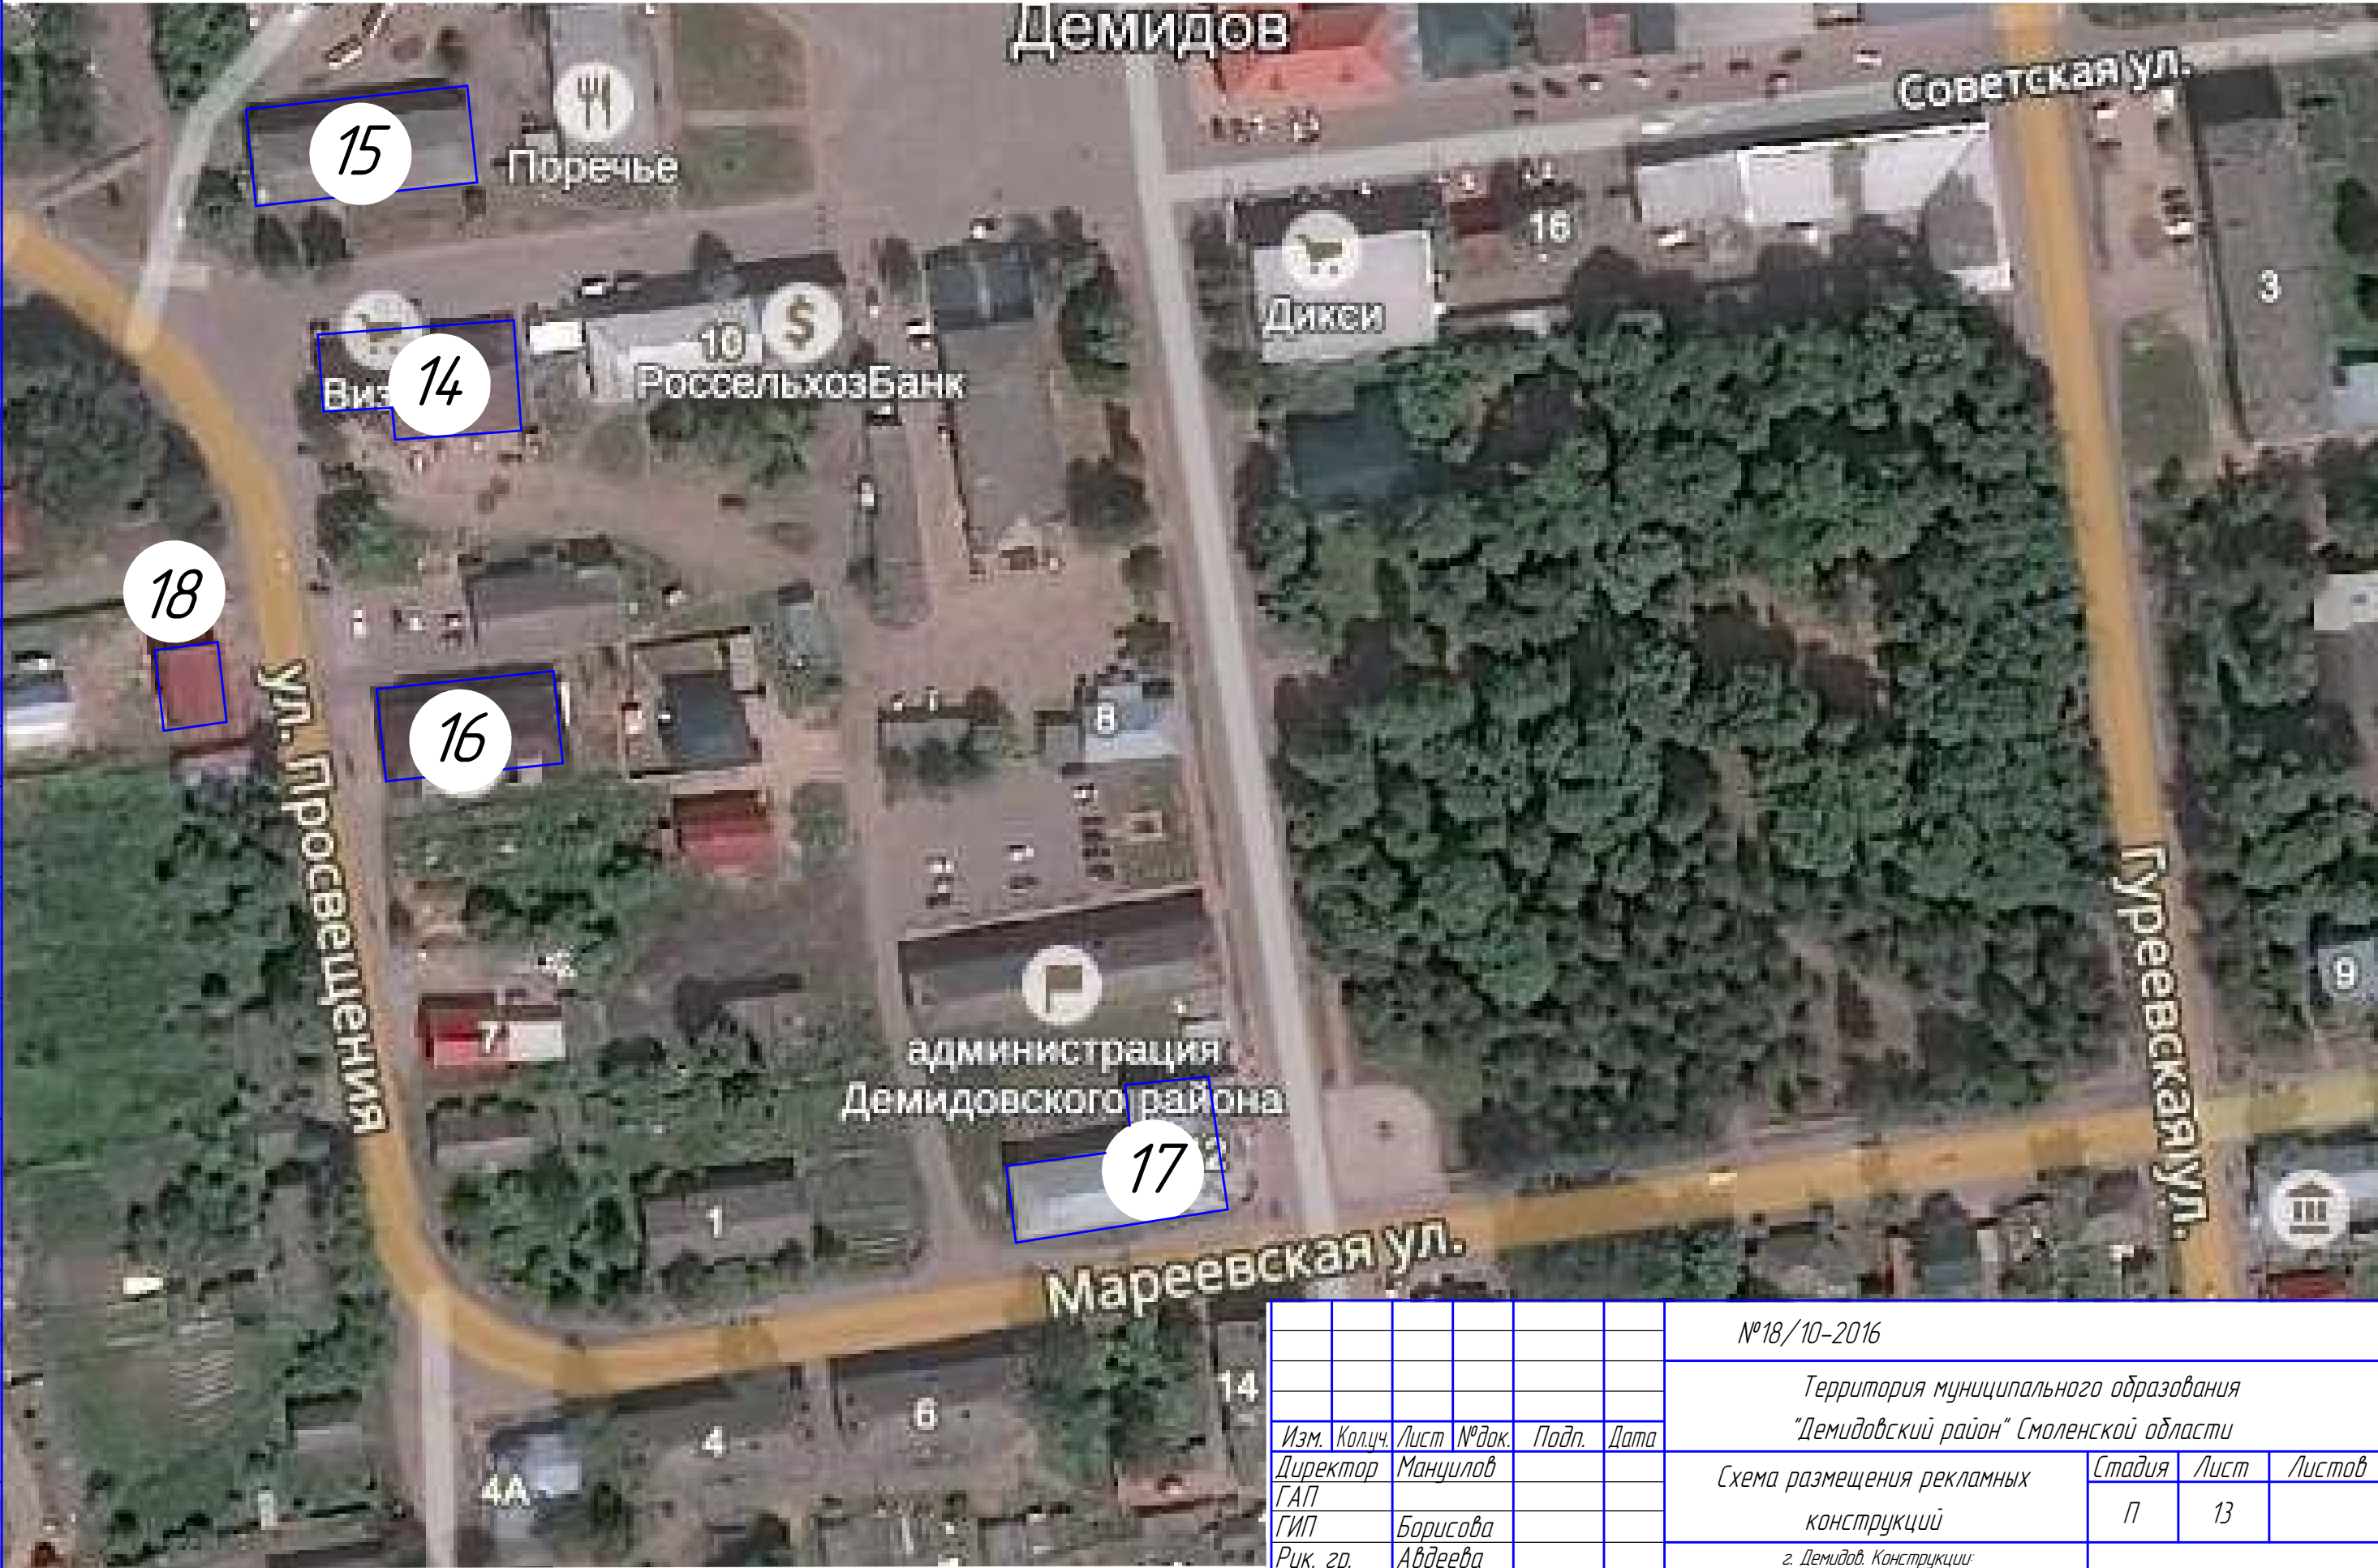 Демидов
Советская ул.
15
Поречье
16
Дикси
3
14
10
РоссельхозБанк
18
ул. Просвещения
16
8
Гуреевская ул.
9
7
администрация
Демидовского района
17
1
Мареевская ул.
14
6
4
4А
№18/10-2016
Территория муниципального образования
"Демидовский район" Смоленской области
Изм. Кол.уч. Лист №док. Подп. Дата
Директор Мануилов
Схема размещения рекламных
конструкций
Стадия Лист Листов
П 13
ГАП
ГИП Борисова
Рук. гр. Авдеева
г. Демидов. Конструкции: